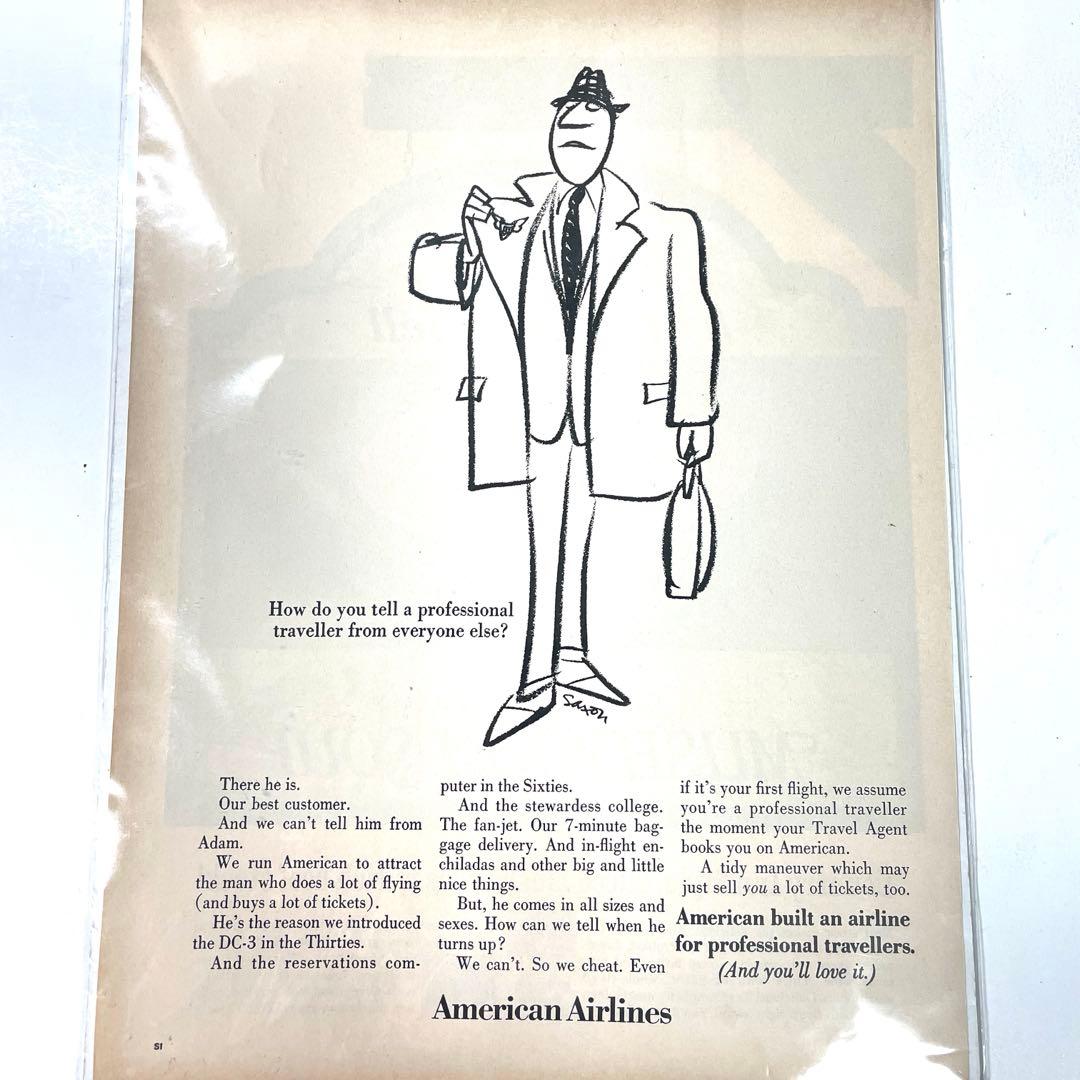 Saxon
How do you tell a professional
traveller from everyone else?
There he is.
Our best customer.
And we can't tell him from
Adam.
We run American to attract
the man who does a lot of flying
(and buys a lot of tickets).
He's the reason we introduced
the DC-3 in the Thirties.
And the reservations com-
puter in the Sixties.
And the stewardess college.
The fan-jet. Our 7-minute bag-
gage delivery. And in-flight en-
chiladas and other big and little
nice things.
But, he comes in all sizes and
sexes. How can we tell when he
turns up?
We can't. So we cheat. Even
if it's your first flight, we assume
you're a professional traveller
the moment your Travel Agent
books you on American.
A tidy maneuver which may
just sell you a lot of tickets, too.
American built an airline
for professional travellers.
(And you'll love it.)
American Airlines
SI